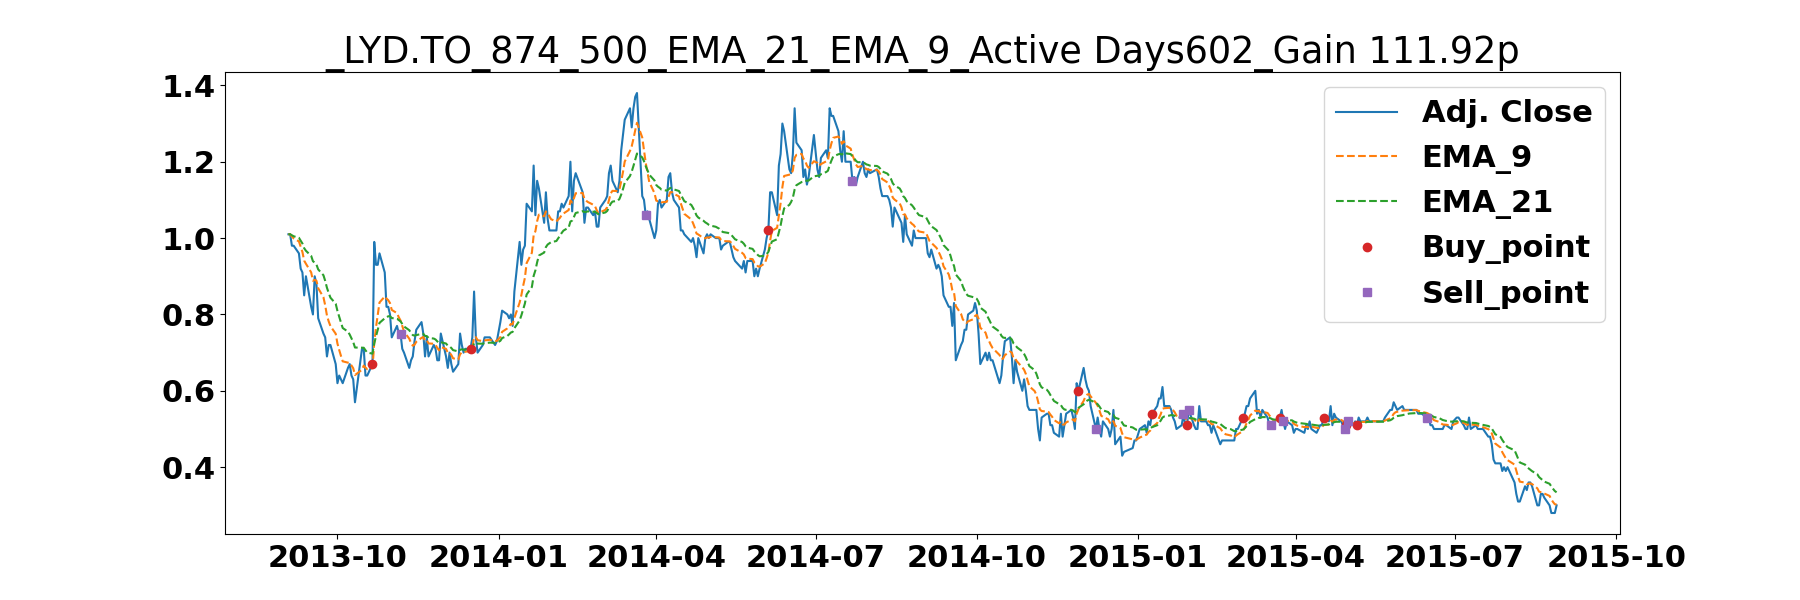 _LYD.TO_874_500_EMA_21_EMA_9_Active Days602_Gain 111.92p
1.4
1.2
1.0
0.8
0.6
0.4
Adj. Close
EMA_9
EMA_21
Buy_point
Sell_point
2013-10 2014-01 2014-04 2014-07 2014-10 2015-01 2015-04 2015-07 2015-10